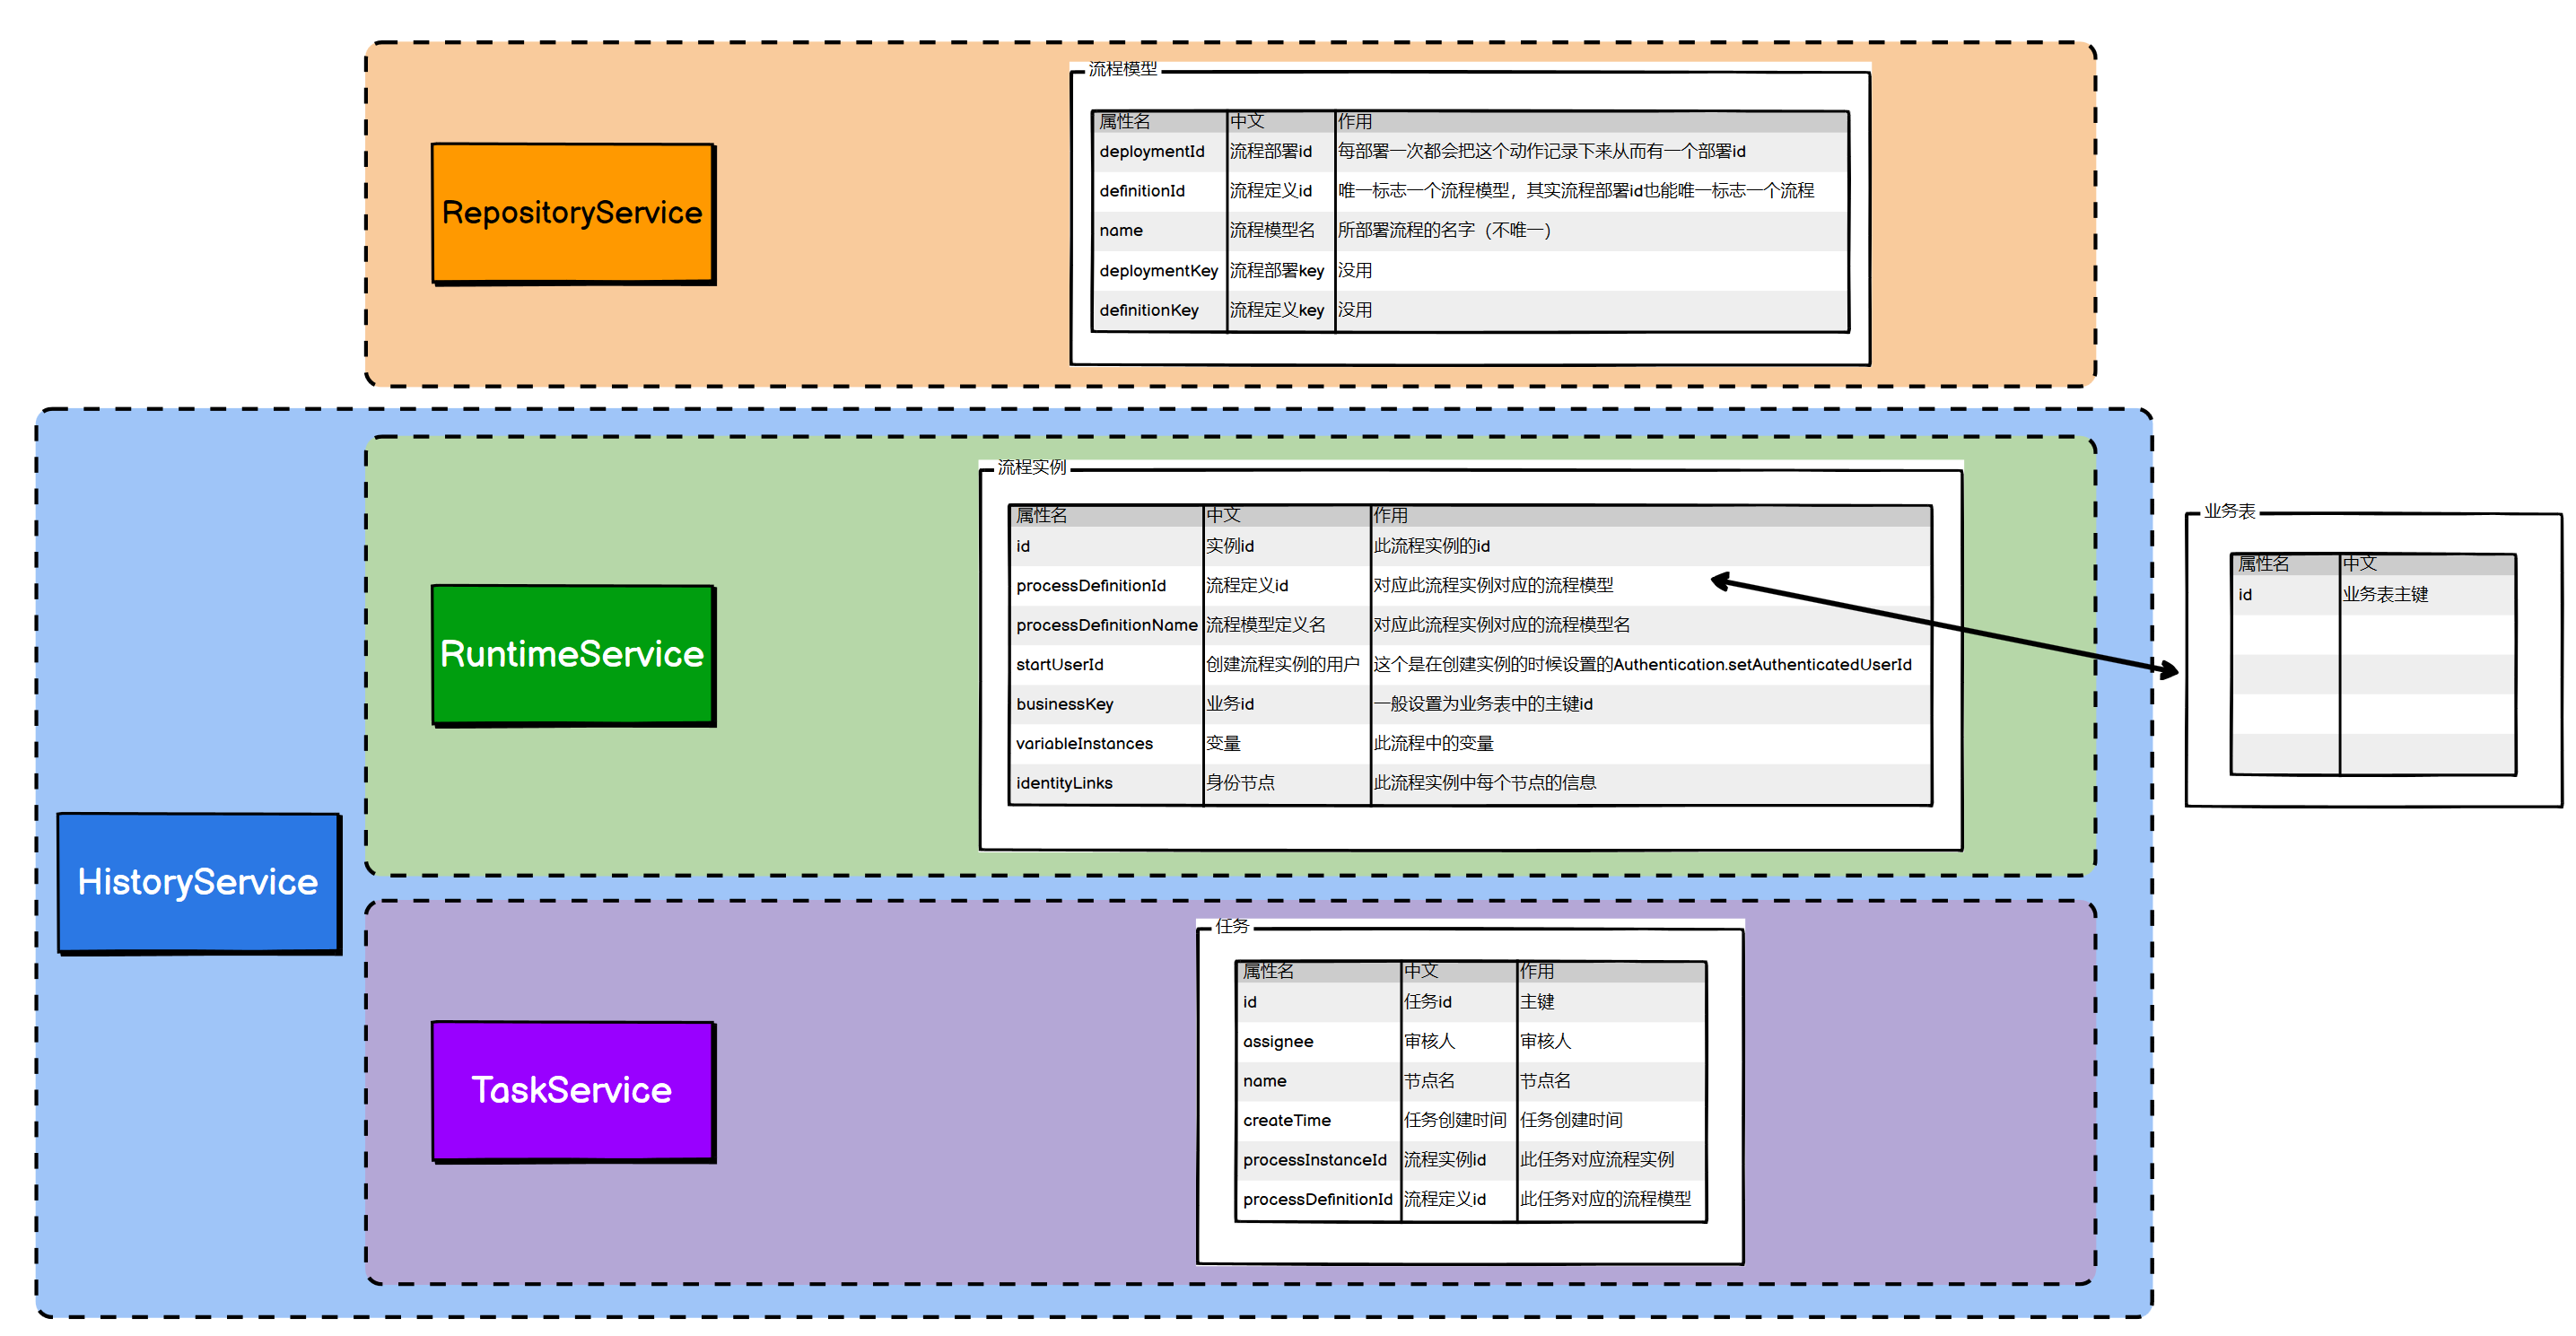 流程模型
属性名 中文 作用
deploymentId 流程部署id 每部署一次都会把这个动作记录下来从而有一个部署id
RepositoryService
definitionId 流程定义id 唯一标志一个流程模型，其实流程部署id也能唯一标志一个流程
name 流程模型名 所部署流程的名字（不唯一）
deploymentKey 流程部署key 没用
definitionKey 流程定义key 没用
流程实例
属性名 中文 作用
id 实例id 此流程实例的id
processDefinitionId 流程定义id 对应此流程实例对应的流程模型
processDefinitionName 流程模型定义名 对应此流程实例对应的流程模型名
RuntimeService
startUserId 创建流程实例的用户 这个是在创建实例的时候设置的Authentication.setAuthenticatedUserId
businessKey 业务id 一般设置为业务表中的主键id
variableInstances 变量 此流程中的变量
identityLinks 身份节点 此流程实例中每个节点的信息
业务表
属性名 中文
id 业务表主键
HistoryService
任务
属性名 中文 作用
id 任务id 主键
assignee 审核人 审核人
name 节点名 节点名
TaskService
createTime 任务创建时间 任务创建时间
processInstanceId 流程实例id 此任务对应流程实例
processDefinitionId 流程定义id 此任务对应的流程模型